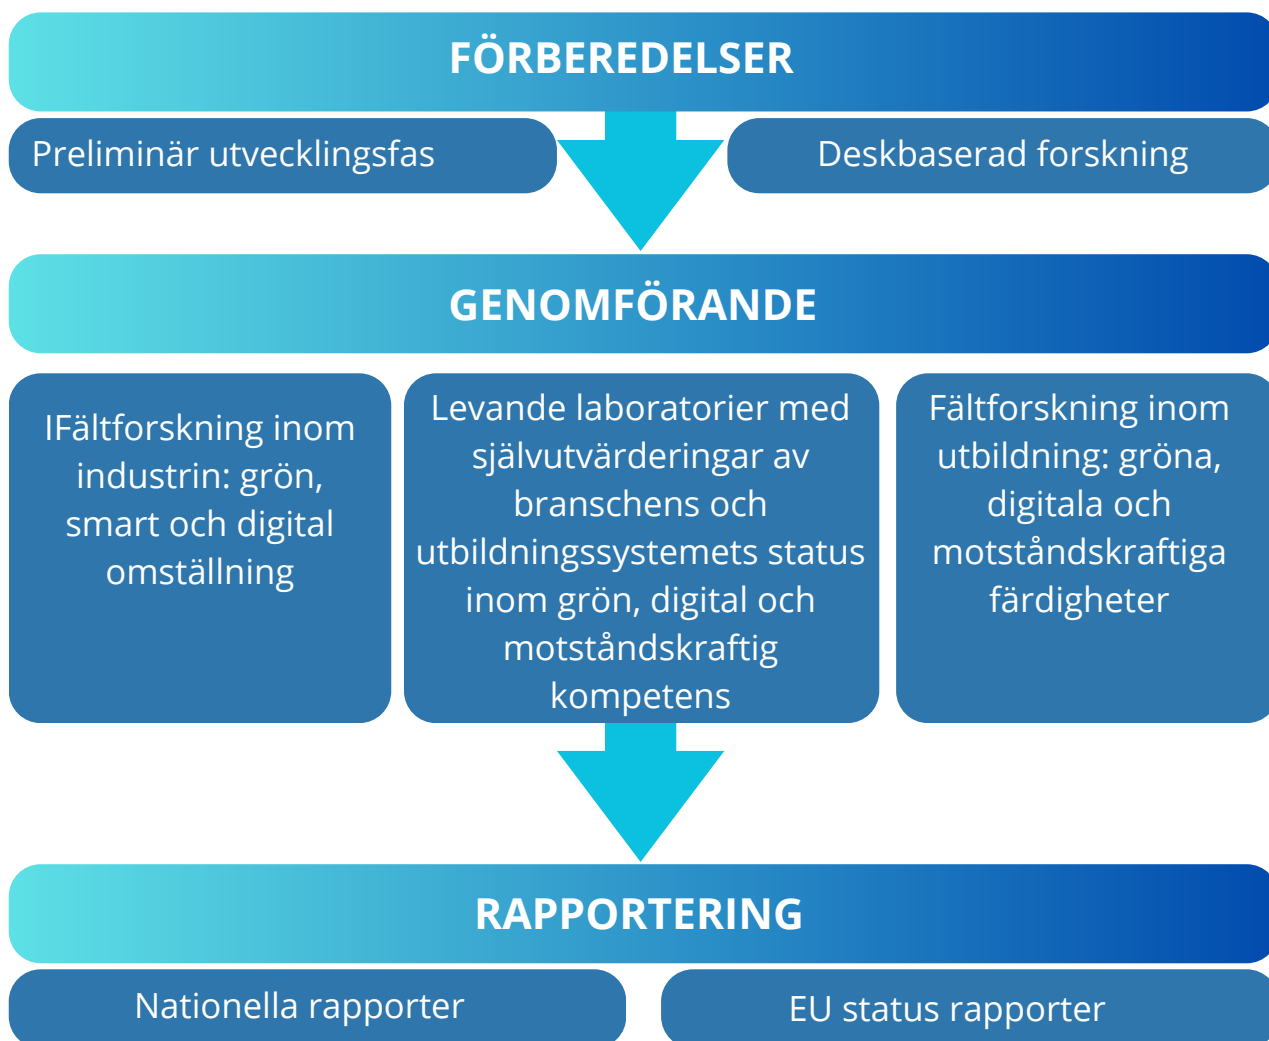 FÖRBEREDELSER
Preliminär utvecklingsfas
Deskbaserad forskning
GENOMFÖRANDE
IFältforskning inom
industrin: grön,
smart och digital
omställning
Levande laboratorier med
självutvärderingar av
branschens och
utbildningssystemets status
inom grön, digital och
motståndskraftig
kompetens
Fältforskning inom
utbildning: gröna,
digitala och
motståndskraftiga
färdigheter
RAPPORTERING
Nationella rapporter
EU status rapporter